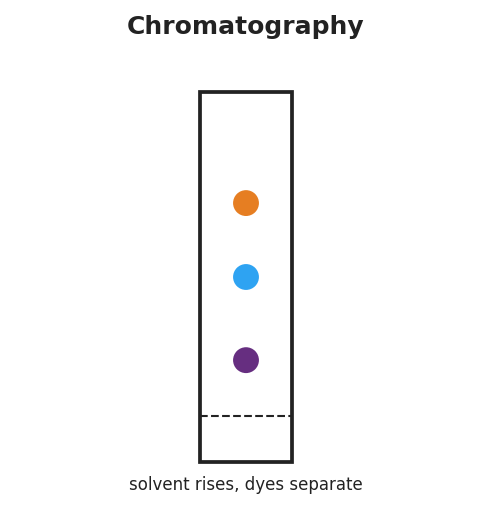 Chromatography
solvent rises, dyes separate